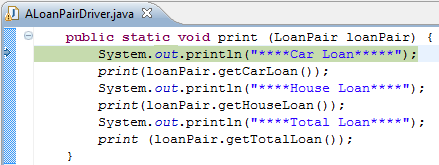 ALoanPairDriver.java
public static void print (LoanPair loanPair) {
System.out.println("****Car Loan*****");
print(loanPair.getCarLoan());
System.out.println("****House Loan****");
print(loanPair.getHouseLoan());
System.out.println("****Total Loan****");
print (loanPair.getTotalLoan());
}